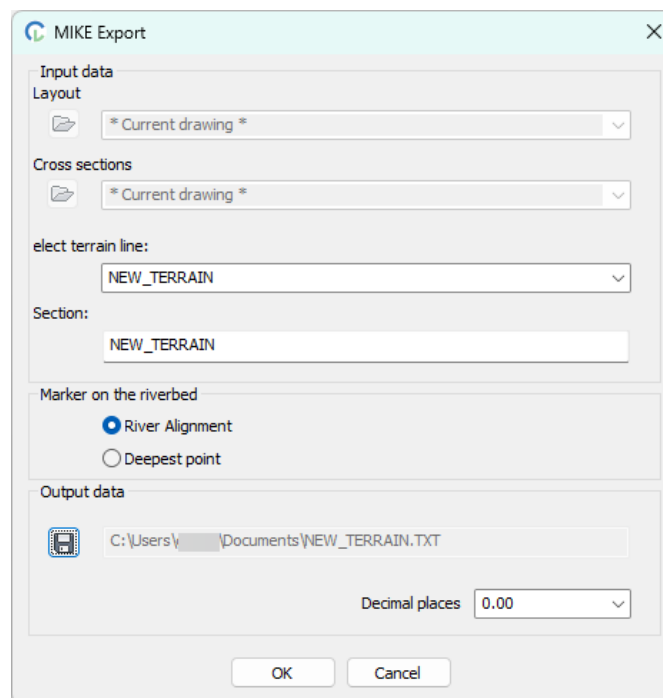 MIKE Export
Input data
Layout
* Current drawing *
Cross sections
* Current drawing *
elect terrain line:
NEW_TERRAIN
Section:
NEW_TERRAIN
Marker on the riverbed
River Alignment
Deepest point
Output data
C:\Users\ \Documents\NEW_TERRAIN.TXT
Decimal places 0.00
OK Cancel